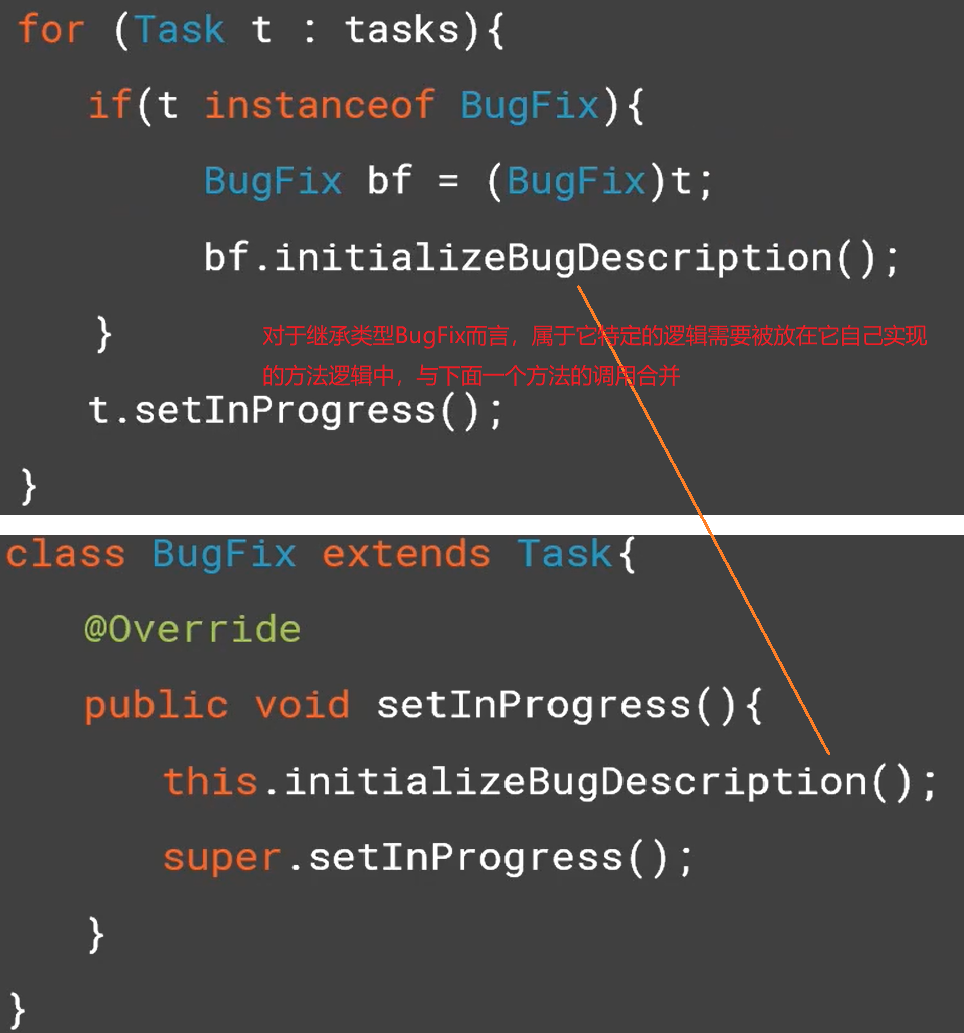 for (Task t : tasks){
if(t instanceof BugFix){
BugFix bf = (BugFix)t;
bf.initializeBugDescription();
}
对于继承类型BugFix而言，属于它特定的逻辑需要被放在它自己实现
的方法逻辑中，与下面一个方法的调用合并
t.setInProgress();
}
class BugFix extends Task{
@Override
public void setInProgress(){
this.initializeBugDescription();
super.setInProgress();
}
}